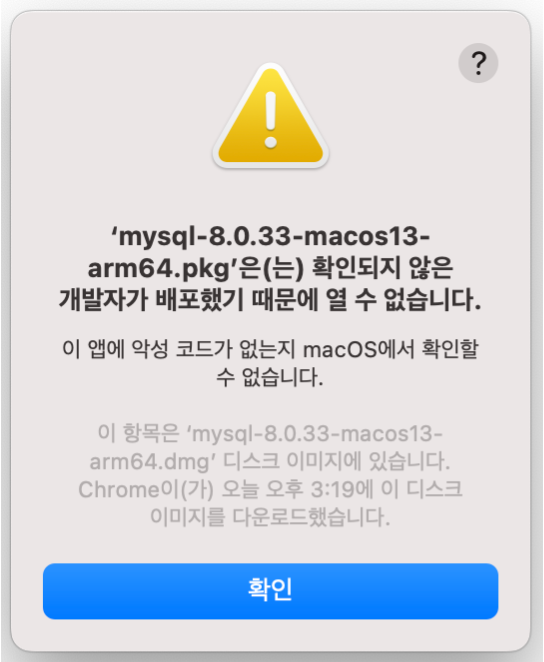 ?
‘mysql-8.0.33-macos13-
arm64.pkg’은(는) 확인되지 않은
개발자가 배포했기 때문에 열 수 없습니다.
이 앱에 악성 코드가 없는지 macOS에서 확인할
수 없습니다.
이 항목은 ‘mysql-8.0.33-macos13-
arm64.dmg’ 디스크 이미지에 있습니다.
Chrome이(가) 오늘 오후 3:19에 이 디스크
이미지를 다운로드했습니다.
확인